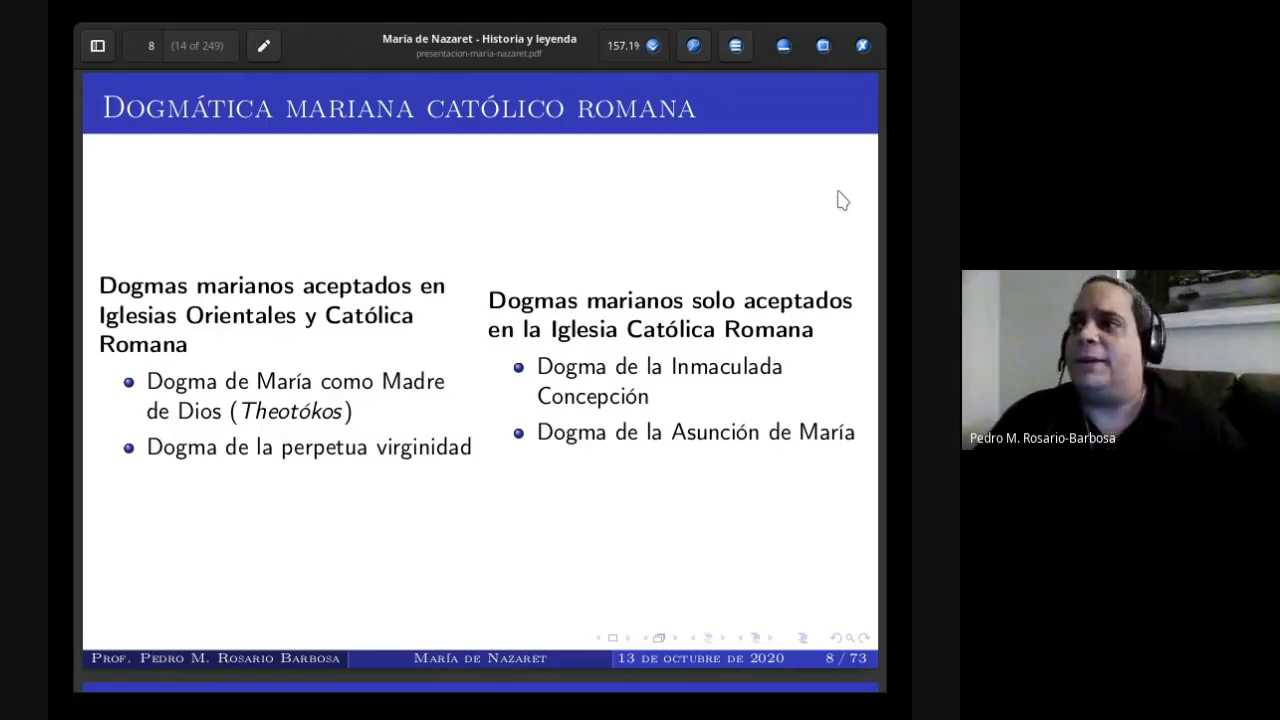 8
(14 of 249)
María de Nazaret - Historia y leyenda
presentacion-maria-nazaret.pdf
157.19
Dogmática mariana católico romana
Dogmas marianos aceptados en
Iglesias Orientales y Católica
Romana
Dogma de María como Madre
de Dios (Theotókos)
Dogma de la perpetua virginidad
Dogmas marianos solo aceptados
en la Iglesia Católica Romana
Dogma de la Inmaculada
Concepción
Dogma de la Asunción de María
Pedro M. Rosario-Barbosa
Prof. Pedro M. Rosario Barbosa
María de Nazaret
13 de octubre de 2020
8 / 73